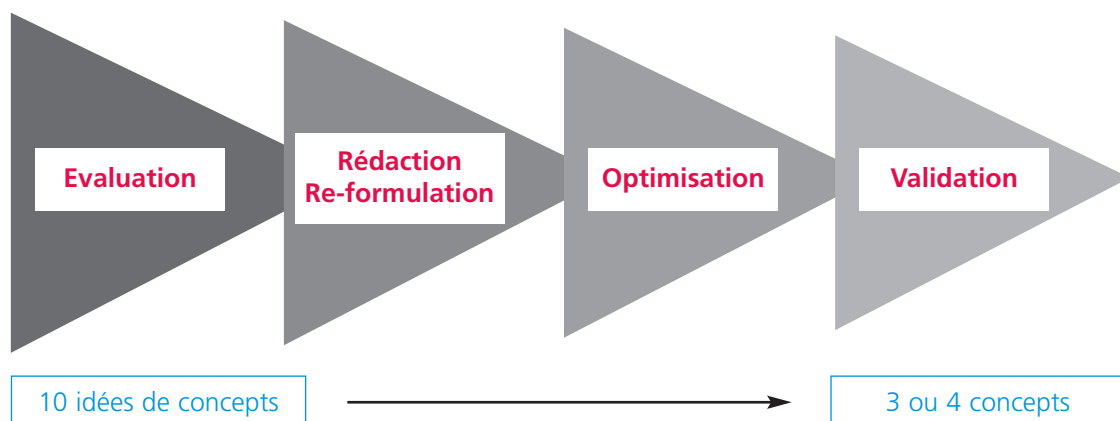 Evaluation
Rédaction
Re-formulation
Optimisation
Validation
10 idées de concepts
3 ou 4 concepts